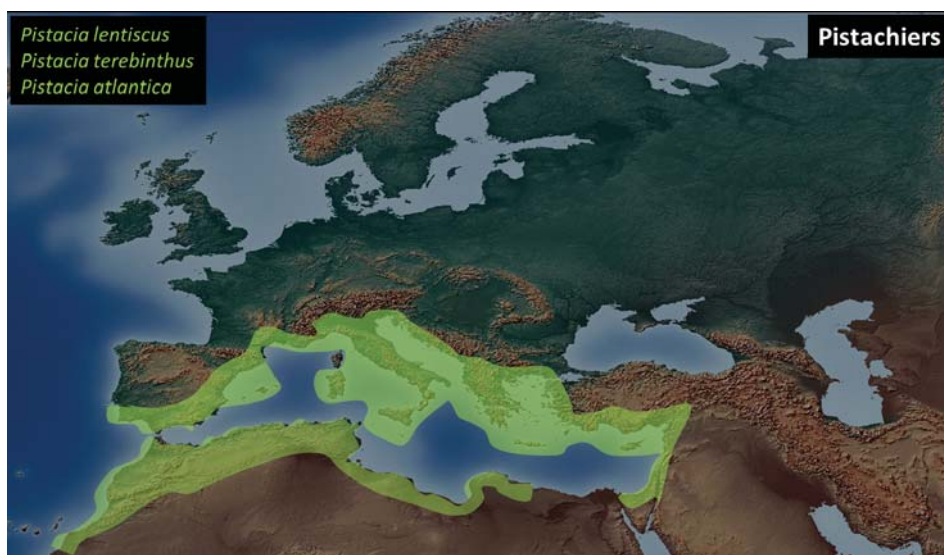 Pistacia lentiscus
Pistacia terebinthus
Pistacia atlantica
Pistachiers